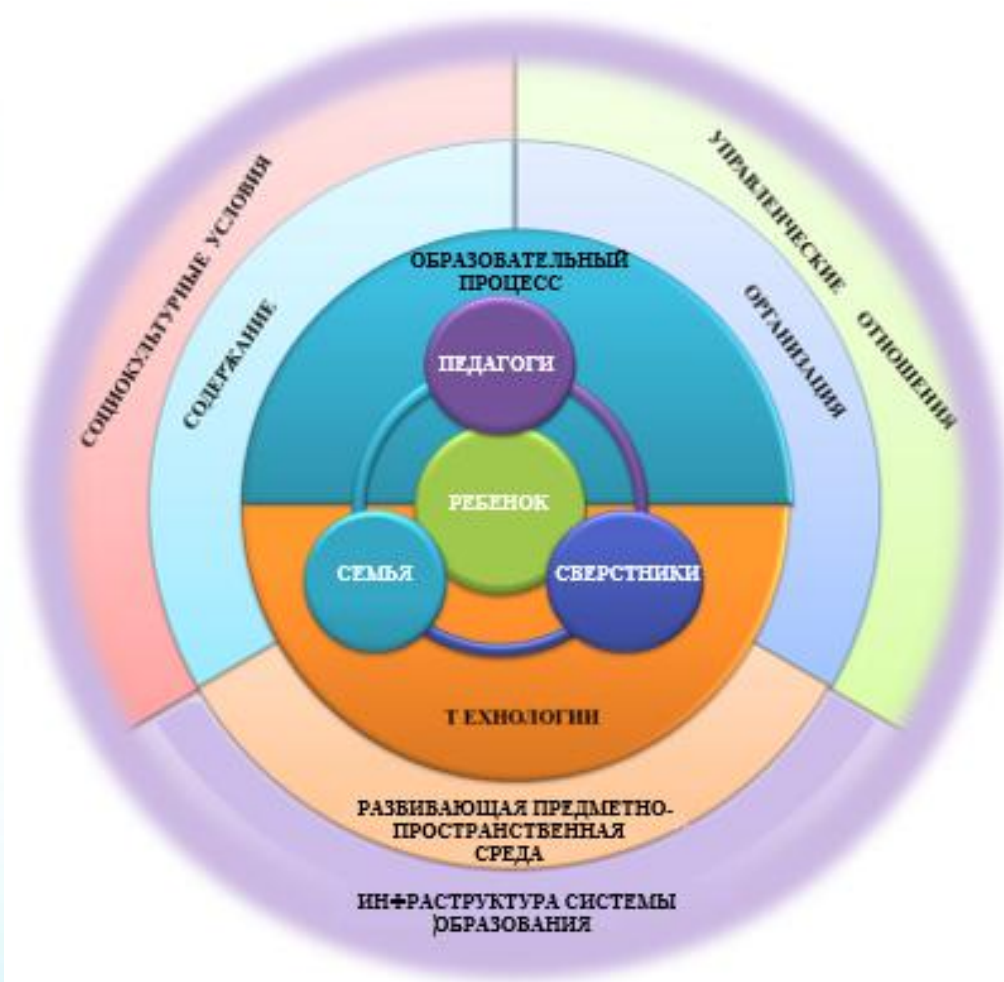 СОЦИОКУЛЬТУРНЫЕ УСЛОВИЯ
УПРАВЛЕНЧЕСКИЕ ОТНОШЕНИЯ
СОДЕРЖАНИЕ
ОРГАНИЗАЦИЯ
ОБРАЗОВАТЕЛЬНЫЙ
ПРОЦЕСС
ПЕДАГОГИ
РЕБЕНОК
СЕМЬЯ
СВЕРСТНИКИ
Т ЕХНОЛОГИИ
РАЗВИВАЮЩАЯ ПРЕДМЕТНО-
ПРОСТРАНСТВЕННАЯ
СРЕДА
ИНФРАСТРУКТУРА СИСТЕМЫ
ОБРАЗОВАНИЯ